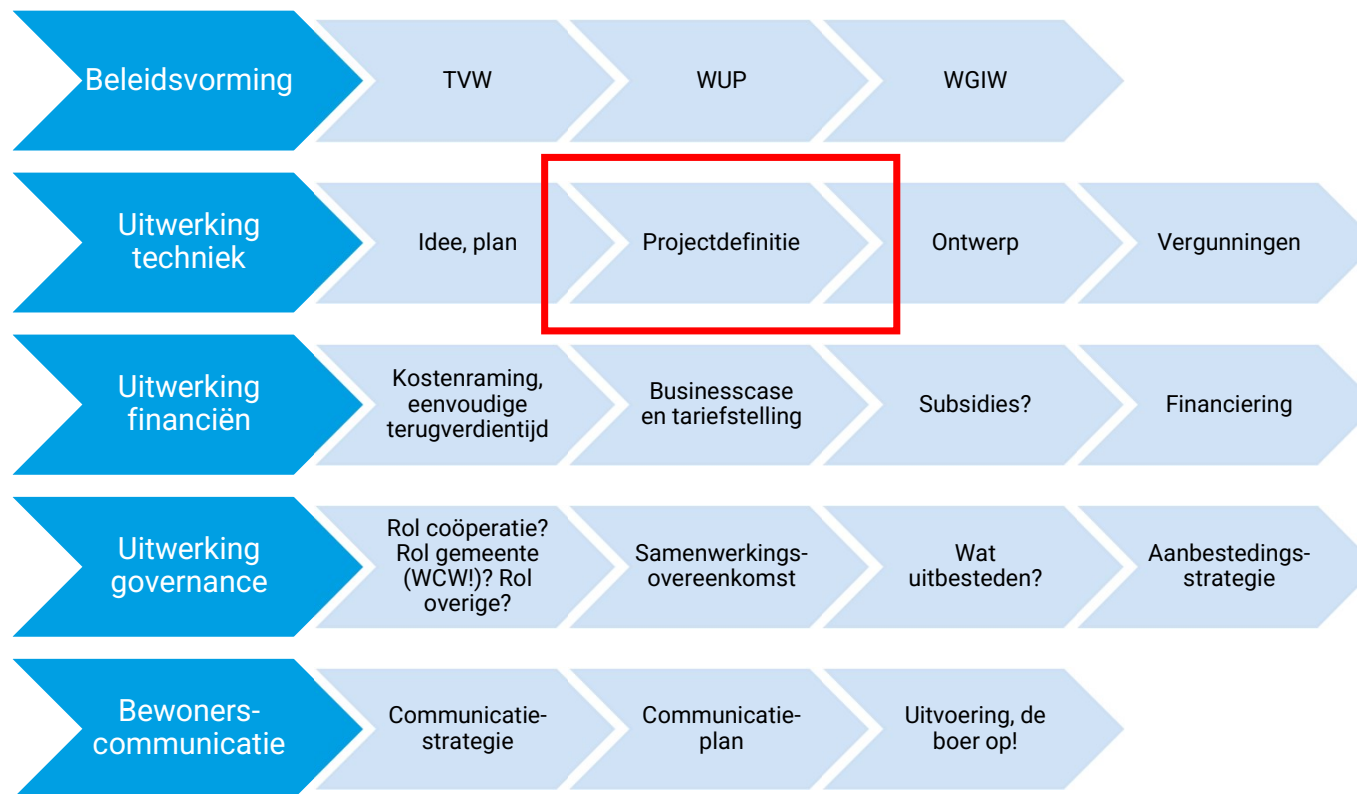 Beleidsvorming
TVW
WUP
WGIW
Uitwerking
techniek
Idee, plan
Projectdefinitie
Ontwerp
Vergunningen
Uitwerking
financiën
Kostenraming,
eenvoudige
terugverdientijd
Businesscase
en tariefstelling
Subsidies?
Financiering
Uitwerking
governance
Rol coöperatie?
Rol gemeente
(WCW!)? Rol
overige?
Samenwerkings-
overeenkomst
Wat
uitbesteden?
Aanbestedings-
strategie
Bewoners-
communicatie
Communicatie-
strategie
Communicatie-
plan
Uitvoering, de
boer op!